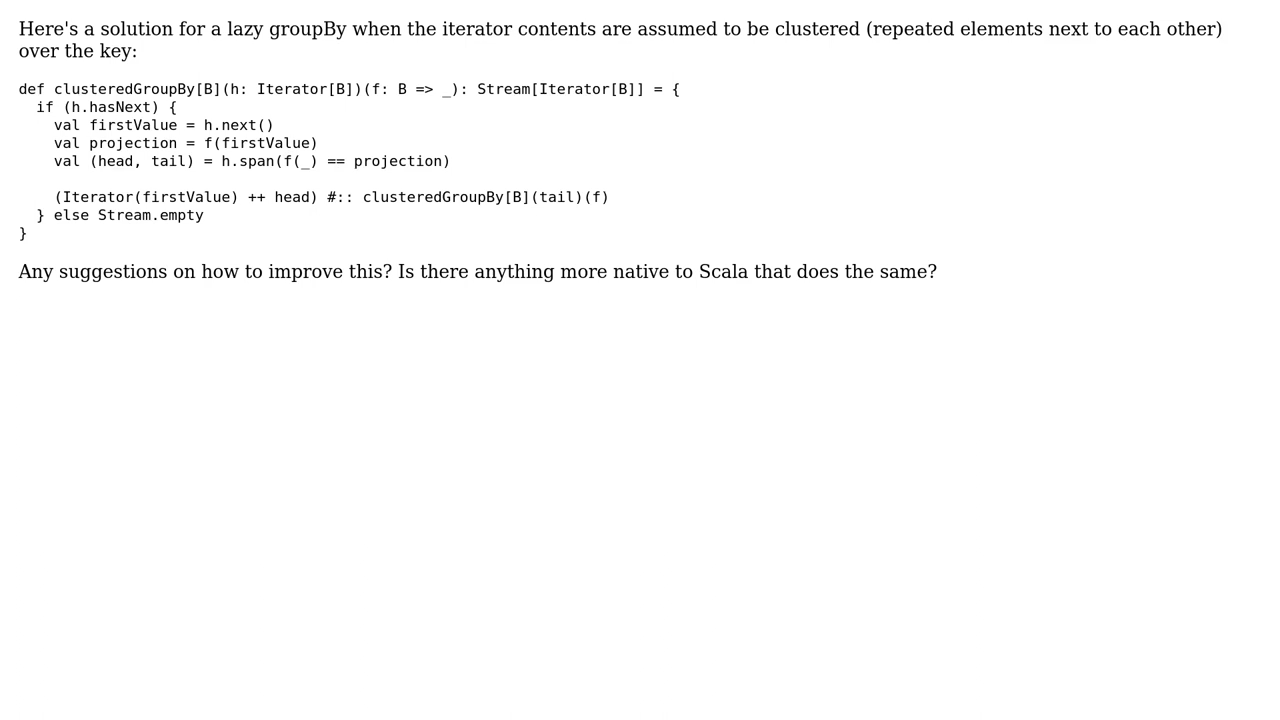 Here's a solution for a lazy groupBy when the iterator contents are assumed to be clustered (repeated elements next to each other)
over the key:
def clusteredGroupBy[B](h: Iterator[B])(f: B => _): Stream[Iterator[B]] = {
  if (h.hasNext) {
    val firstValue = h.next()
    val projection = f(firstValue)
    val (head, tail) = h.span(f(_) == projection)
    (Iterator(firstValue) ++ head) #:: clusteredGroupBy[B](tail)(f)
  } else Stream.empty
}
Any suggestions on how to improve this? Is there anything more native to Scala that does the same?